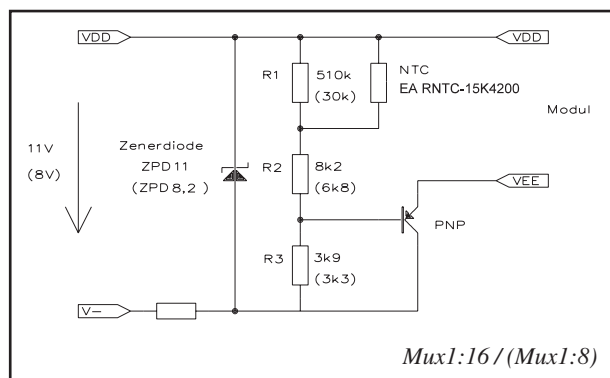 VDD
VDD
R1
510k
(30k)
NTC
EA RNTC-15K4200
Modul
11V
(8V)
Zenerdiode
ZPD11
(ZPD8,2)
R2
8k2
(6k8)
VEE
PNP
R3
3k9
(3k3)
V-
Mux1:16 / (Mux1:8)